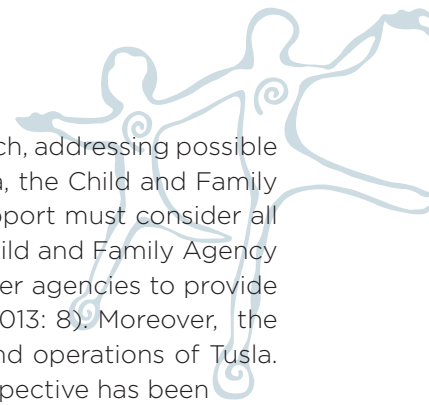 ch, addressing possible
, the Child and Family
pport must consider all
ild and Family Agency
er agencies to provide
013: 8). Moreover, the
nd operations of Tusla.
spective has been